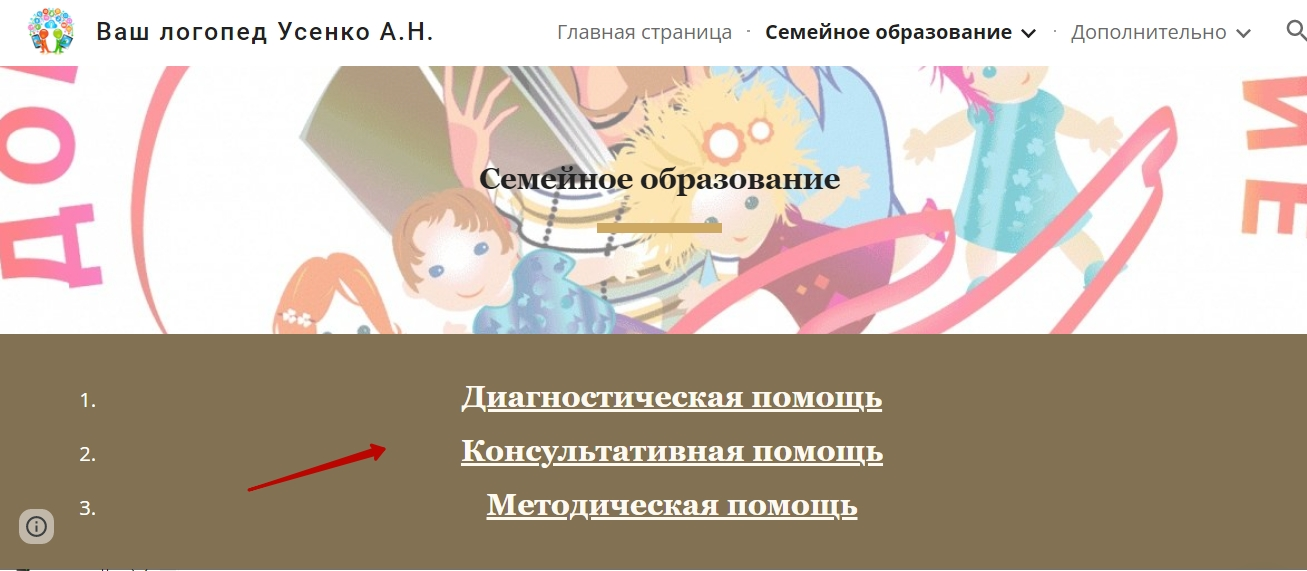 Ваш логопед Усенко А.Н.
Главная страница · Семейное образование · Дополнительно
Семейное образование
1. Диагностическая помощь
2. Консультативная помощь
3. Методическая помощь